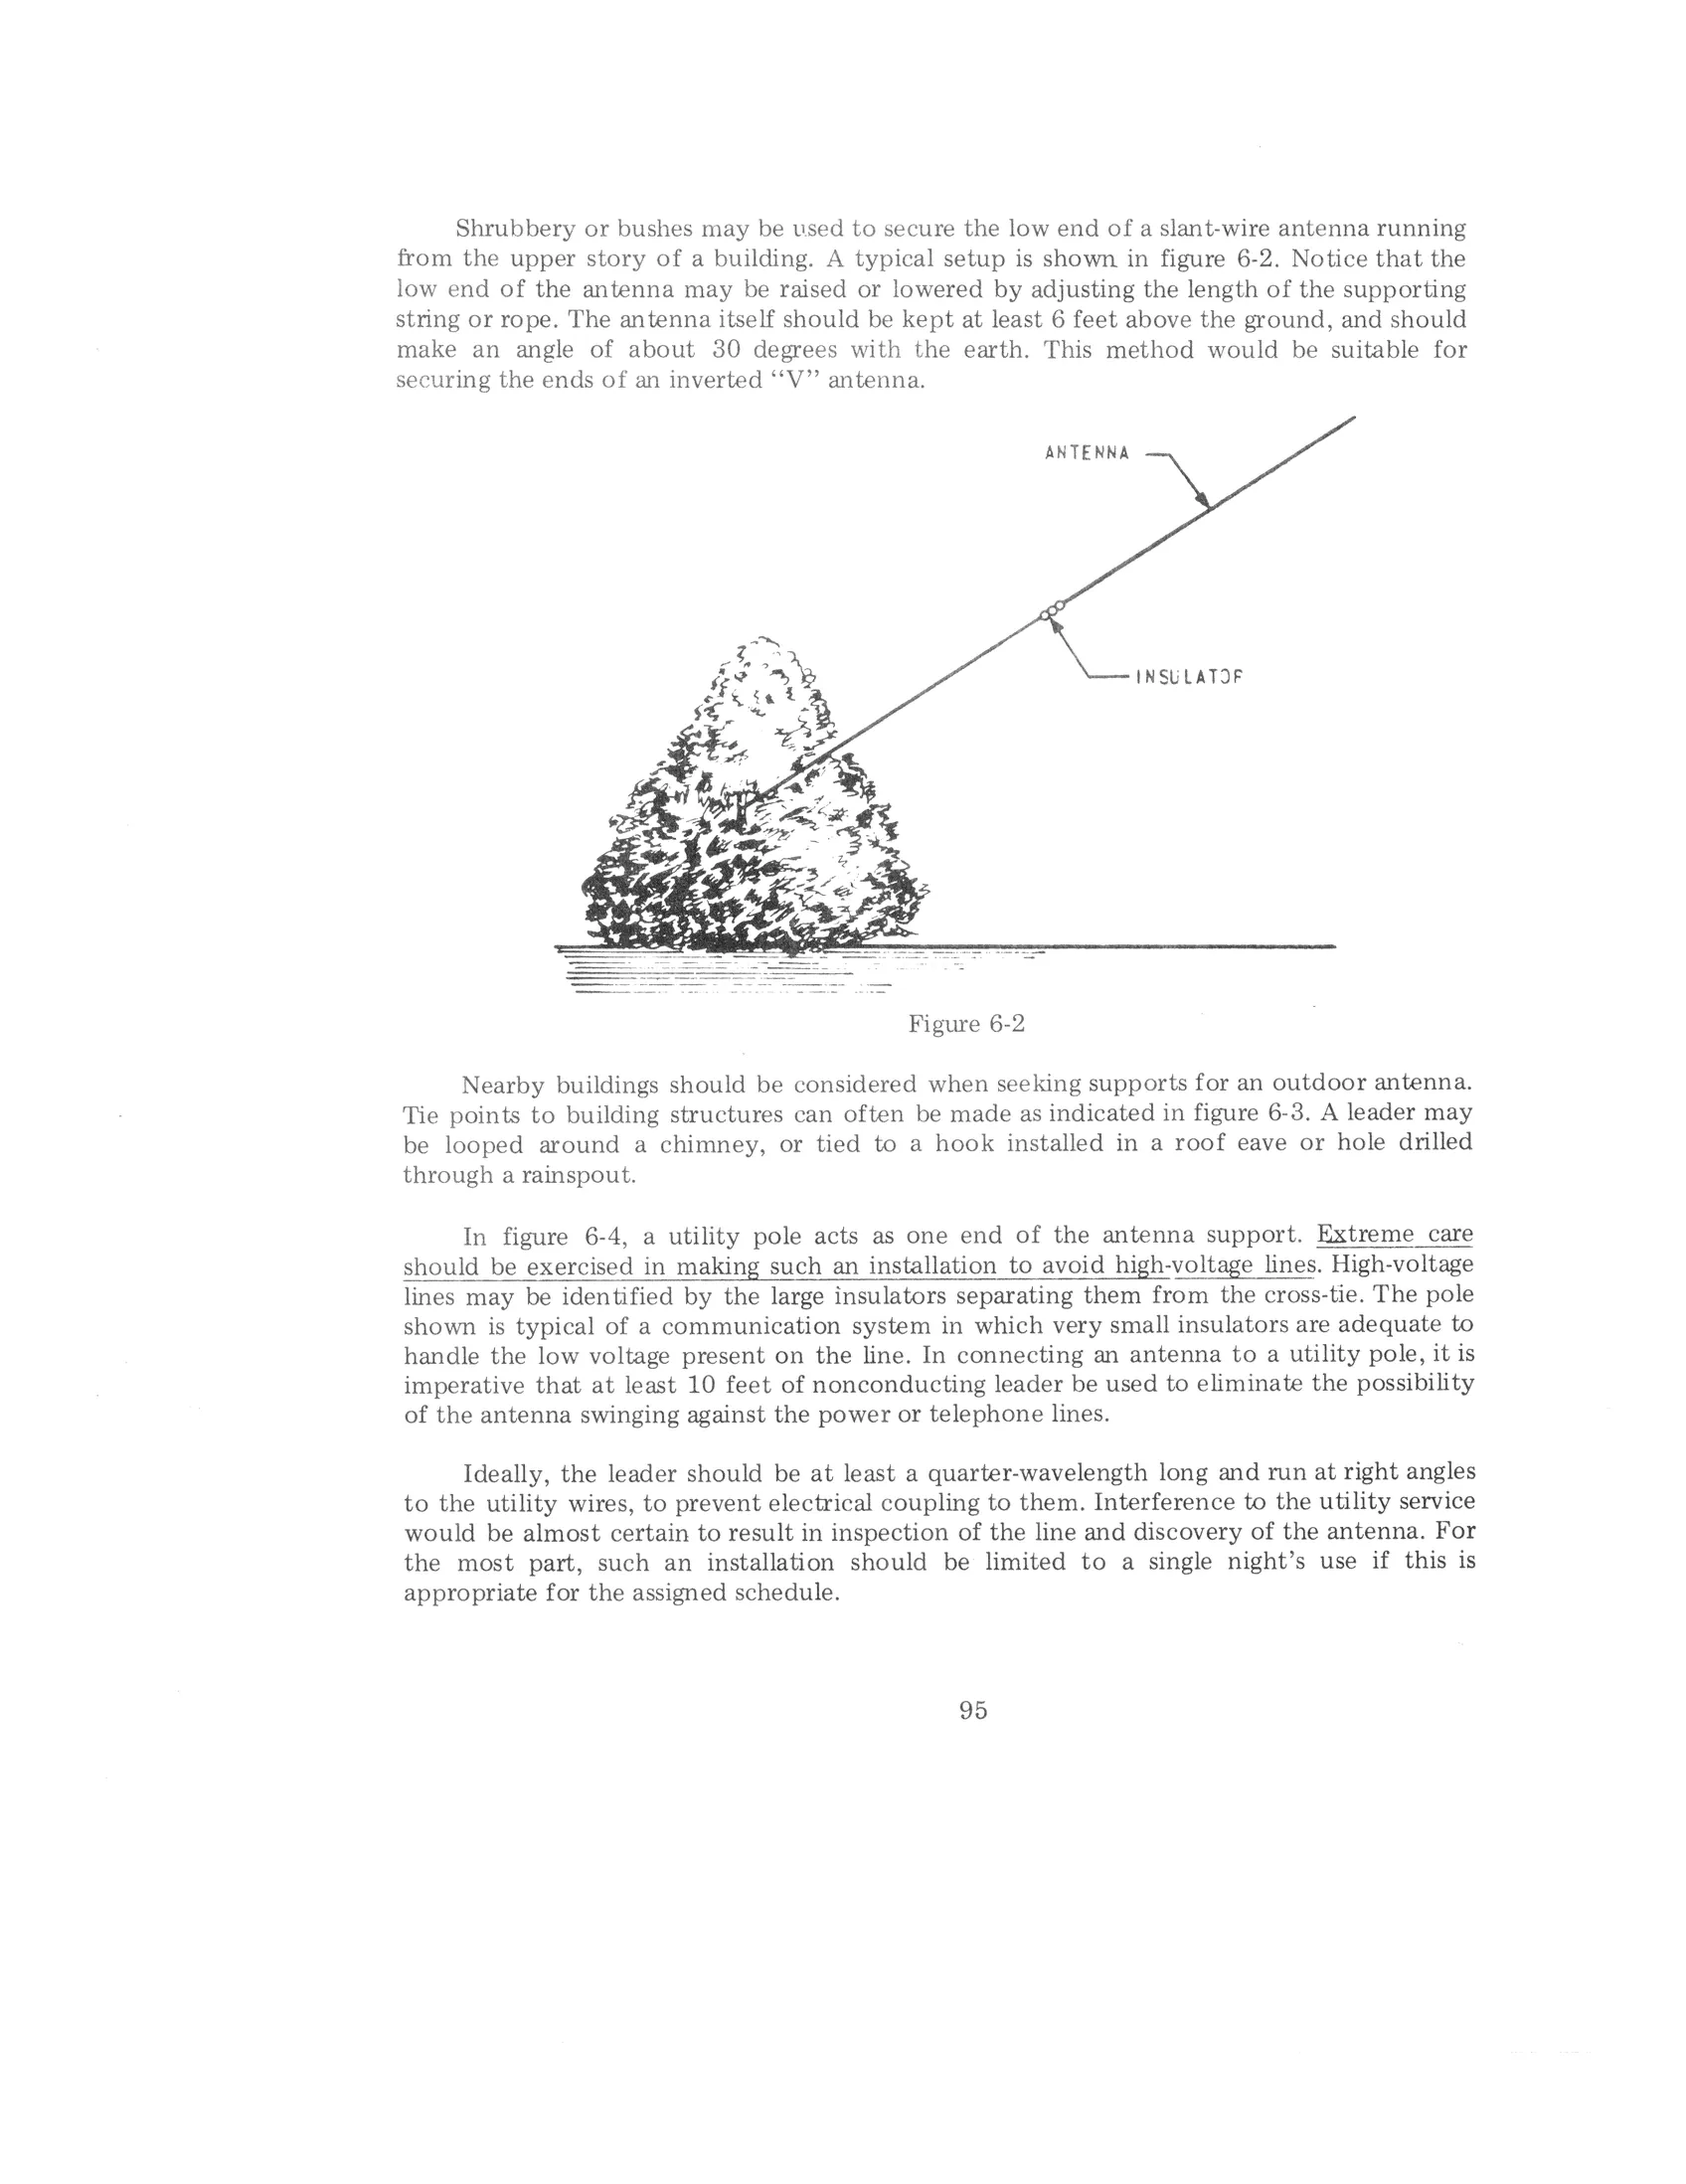 Shrubbery or bushes may be used to secure the low end of a slant-wire antenna running
from the upper story of a building. A typical setup is shown in figure 6-2. Notice that the
low end of the antenna may be raised or lowered by adjusting the length of the supporting
string or rope. The antenna itself should be kept at least 6 feet above the ground, and should
make an angle of about 30 degrees with the earth. This method would be suitable for
securing the ends of an inverted “V” antenna.
ANTENNA
INSULATOR
Figure 6-2
Nearby buildings should be considered when seeking supports for an outdoor antenna.
Tie points to building structures can often be made as indicated in figure 6-3. A leader may
be looped around a chimney, or tied to a hook installed in a roof eave or hole drilled
through a rainspout.
In figure 6-4, a utility pole acts as one end of the antenna support. Extreme care
should be exercised in making such an installation to avoid high-voltage lines. High-voltage
lines may be identified by the large insulators separating them from the cross-tie. The pole
shown is typical of a communication system in which very small insulators are adequate to
handle the low voltage present on the line. In connecting an antenna to a utility pole, it is
imperative that at least 10 feet of nonconducting leader be used to eliminate the possibility
of the antenna swinging against the power or telephone lines.
Ideally, the leader should be at least a quarter-wavelength long and run at right angles
to the utility wires, to prevent electrical coupling to them. Interference to the utility service
would be almost certain to result in inspection of the line and discovery of the antenna. For
the most part, such an installation should be limited to a single night’s use if this is
appropriate for the assigned schedule.
95